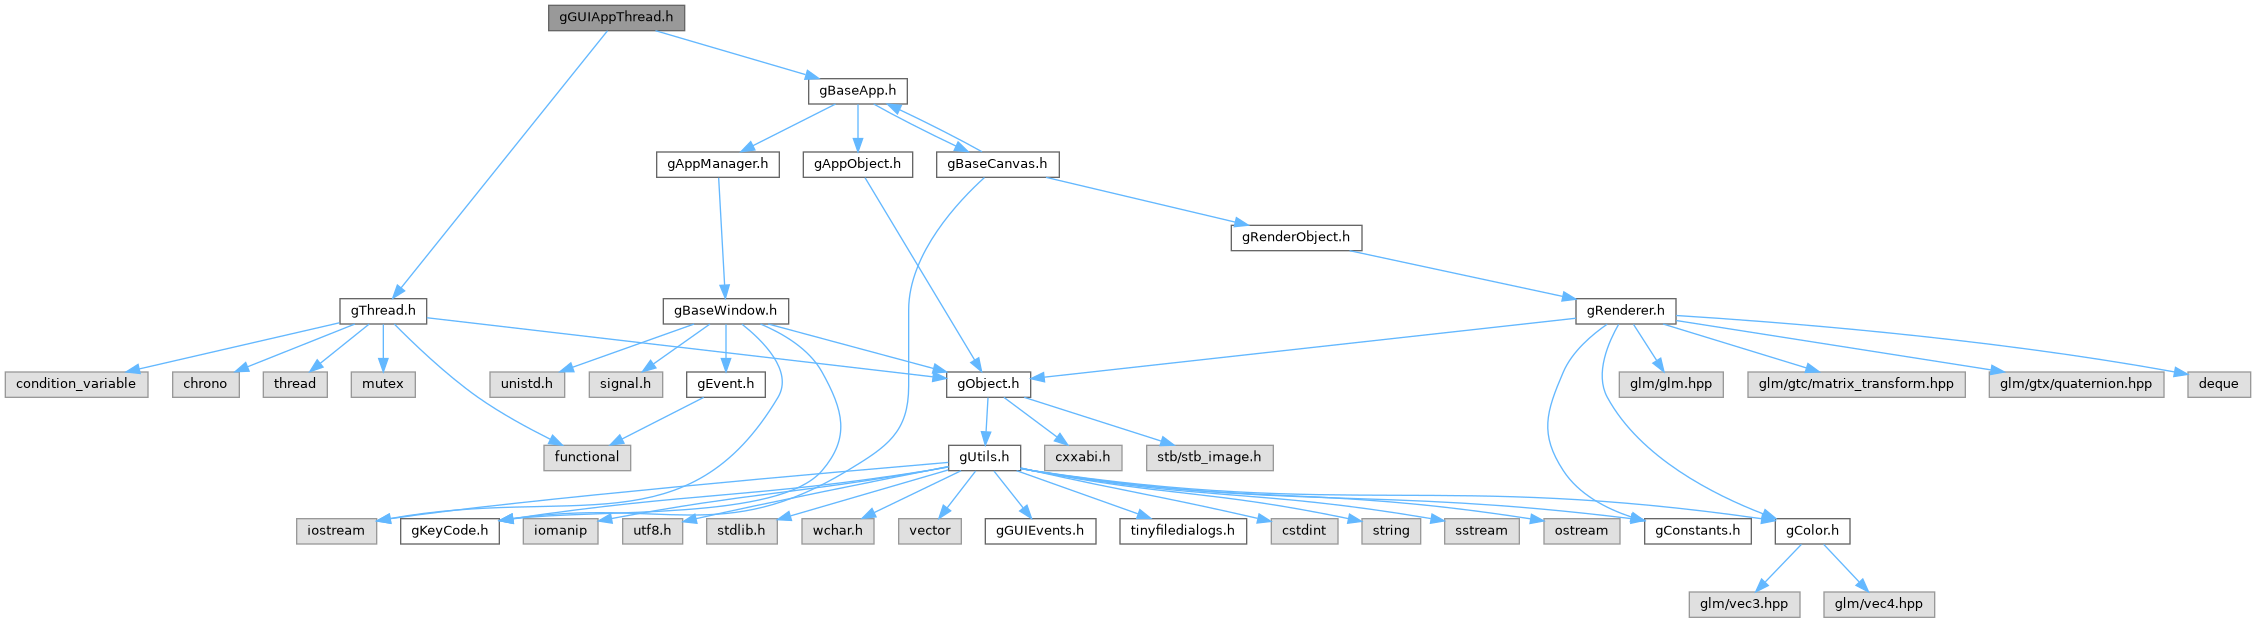 gGUIAppThread.h
gBaseApp.h
gAppManager.h
gAppObject.h
gBaseCanvas.h
gRenderObject.h
gThread.h
gBaseWindow.h
gRenderer.h
condition_variable
chrono
thread
mutex
unistd.h
signal.h
gEvent.h
gObject.h
glm/glm.hpp
glm/gtc/matrix_transform.hpp
glm/gtx/quaternion.hpp
deque
functional
gUtils.h
cxxabi.h
stb/stb_image.h
iostream
gKeyCode.h
iomanip
utf8.h
stdlib.h
wchar.h
vector
gGUIEvents.h
tinyfiledialogs.h
cstdint
string
sstream
ostream
gConstants.h
gColor.h
glm/vec3.hpp
glm/vec4.hpp